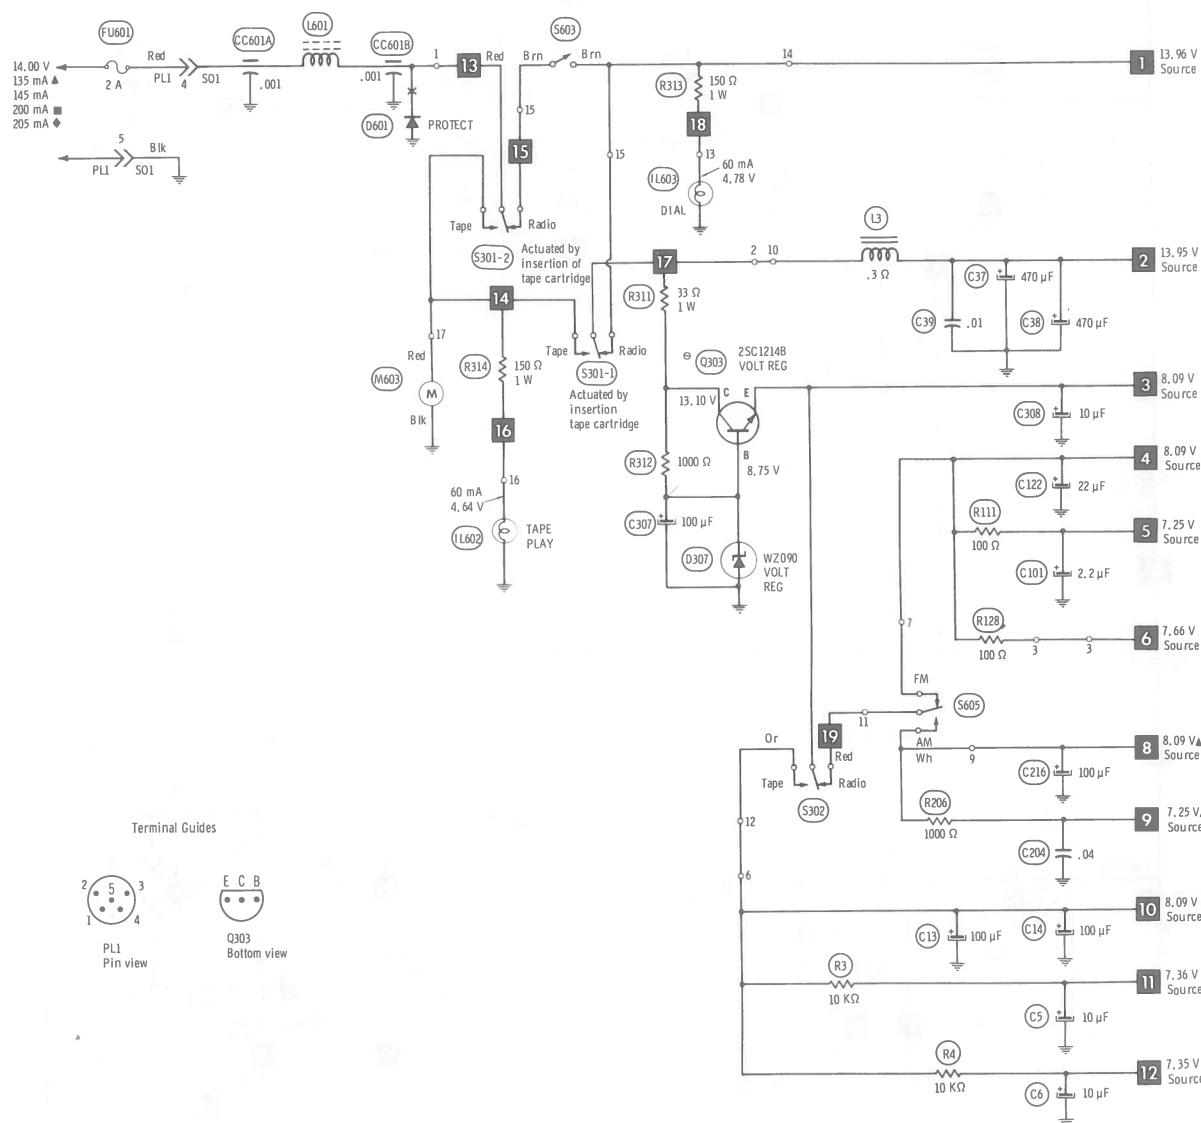 FU601
L601
S603
CC601A
CC601B
Red
1
13
Red
Brn
Brn
14
1
13.96 V
Source
14.00 V
135 mA ▲
145 mA
200 mA ■
205 mA ◆
2 A
PL1
4
SO1
.001
.001
R313
150 Ω
1 W
D601
PROTECT
15
15
18
5
Blk
PL1
SO1
15
13
60 mA
4.78 V
IL603
DIAL
Tape
Radio
S301-2
Actuated by
insertion of
tape cartridge
17
2
10
L3
.3 Ω
C37
470 µF
2
13.95 V
Source
R311
33 Ω
1 W
14
C39
.01
C38
470 µF
17
Red
M603
M
Blk
R314
150 Ω
1 W
Tape
Radio
S301-1
Actuated by
insertion
tape cartridge
⊖
Q303
2SC1214B
VOLT REG
13.10 V
C
E
B
8.75 V
3
8.09 V
Source
C308
10 µF
16
R312
1000 Ω
4
8.09 V
Source
C122
22 µF
16
60 mA
4.64 V
IL602
TAPE
PLAY
C307
100 µF
R111
100 Ω
5
7.25 V
Source
D307
WZ090
VOLT
REG
C101
2.2 µF
7
R128
100 Ω
3
3
6
7.66 V
Source
FM
S605
11
19
AM
Wh
9
8
8.09 V▲
Source
Or
Red
Tape
Radio
S302
C216
100 µF
R206
1000 Ω
9
7.25 V
Source
12
Terminal Guides
C204
.04
6
2
5
3
1
4
E C B
PL1
Pin view
Q303
Bottom view
10
8.09 V
Source
C13
100 µF
C14
100 µF
R3
10 KΩ
11
7.36 V
Source
C5
10 µF
R4
10 KΩ
12
7.35 V
Source
C6
10 µF